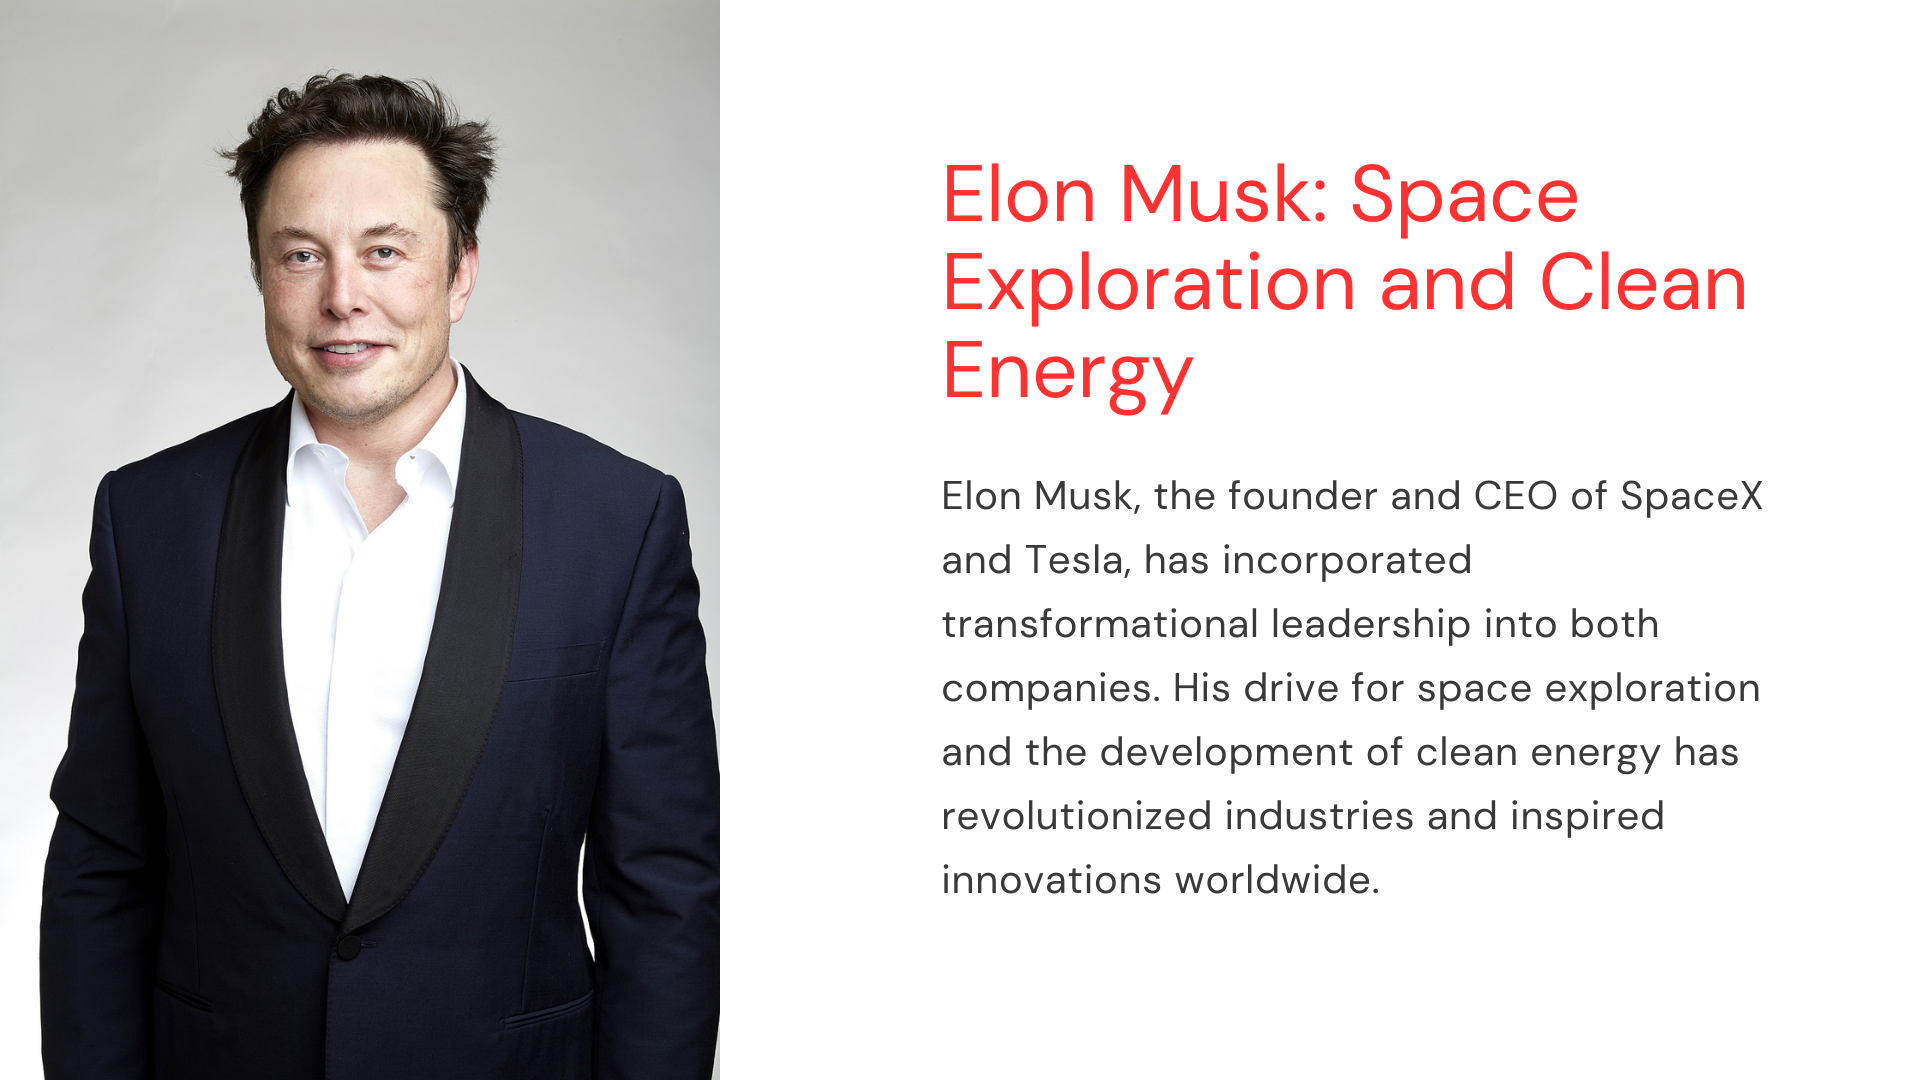 Elon Musk: Space
Exploration and Clean
Energy
Elon Musk, the founder and CEO of SpaceX
and Tesla, has incorporated
transformational leadership into both
companies. His drive for space exploration
and the development of clean energy has
revolutionized industries and inspired
innovations worldwide.